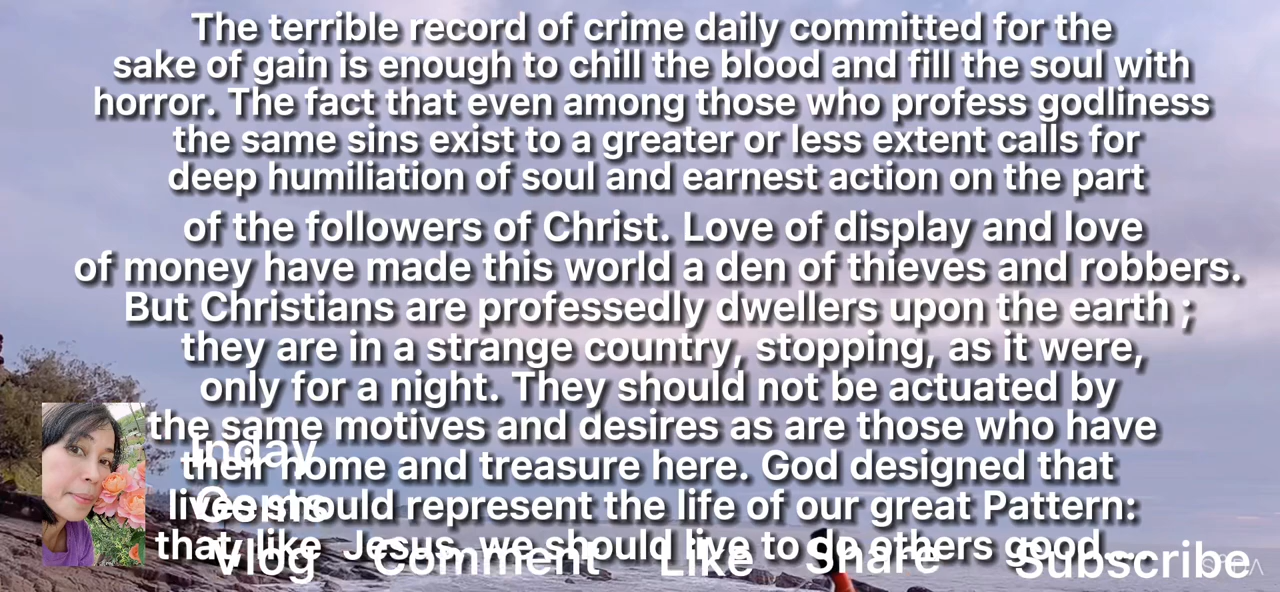 The terrible record of crime daily committed for the
sake of gain is enough to chill the blood and fill the soul with
horror. The fact that even among those who profess godliness
the same sins exist to a greater or less extent calls for
deep humiliation of soul and earnest action on the part
of the followers of Christ. Love of display and love
of money have made this world a den of thieves and robbers.
But Christians are professedly dwellers upon the earth ;
they are in a strange country, stopping, as it were,
only for a night. They should not be actuated by
the same motives and desires as are those who have
their home and treasure here. God designed that
lives should represent the life of our great Pattern:
that, like Jesus, we should live to do others good....
Inday
Gems
Vlog Comment Like Share Subscribe